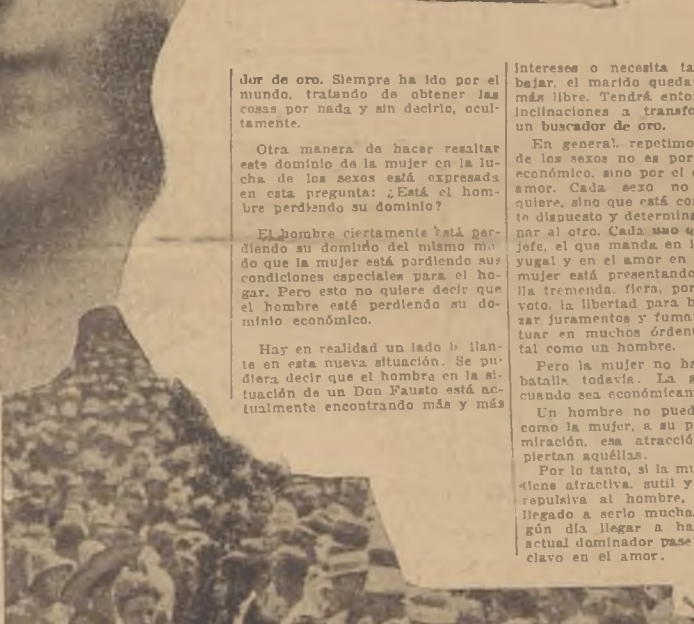 dor de oro. Siempre ha ido por el
mundo, tratando de obtener las
cosas por nada y sin decirlo, ocul-
tamente.
Otra manera de hacer resaltar
este dominio de la mujer en la lu-
cha de los sexos está expresada
en esta pregunta: ¿Está el hom-
bre perdiendo su dominio?
El hombre ciertamente está per-
diendo su dominio del mismo mo-
do que la mujer está pardiendo sus
condiciones especiales para el ho-
gar. Pero esto no quiere decir que
el hombre esté perdiendo su do-
minio económico.
Hay en realidad un lado b illan-
te en esta nueva situación. Se pu-
diera decir que el hombre en la si-
tuación de un Don Fausto está ac-
tualmente encontrando más y más
intereses o necesita ta
bajar, el marido queda
más libre. Tendrá ento
inclinaciones a transfo
un buscador de oro.
En general, repetimo
de los sexos no es por
económico, sino por el
amor. Cada sexo no
quiere, sino que está co
te dispuesto y determina
nar al otro. Cada uno q
jefe, el que manda en l
yugal y en el amor en
mujer está presentando
lla tremenda, fiera, por
voto, la libertad para b
zar juramentos y fuma
tuar en muchos órden
tal como un hombre.
Pero la mujer no ha
batalla todavía. La
cuando sea económican
Un hombre no pued
como la mujer, a su p
miración, esa atracció
piertan aquéllas.
Por lo tanto, si la mu
tiene atractiva, sutil y
repulsiva al hombre,
llegado a serlo mucha
gún día llegar a ha
actual dominador pase
clavo en el amor.